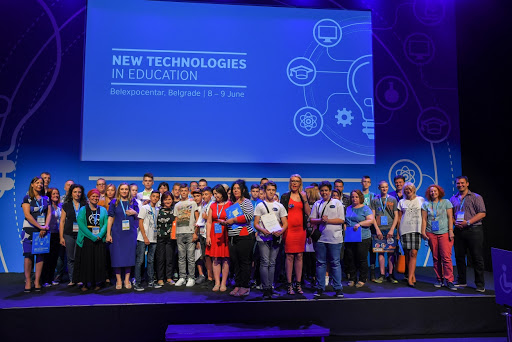 NEW TECHNOLOGIES
IN EDUCATION
Belexpocentar, Belgrade | 8 – 9 June